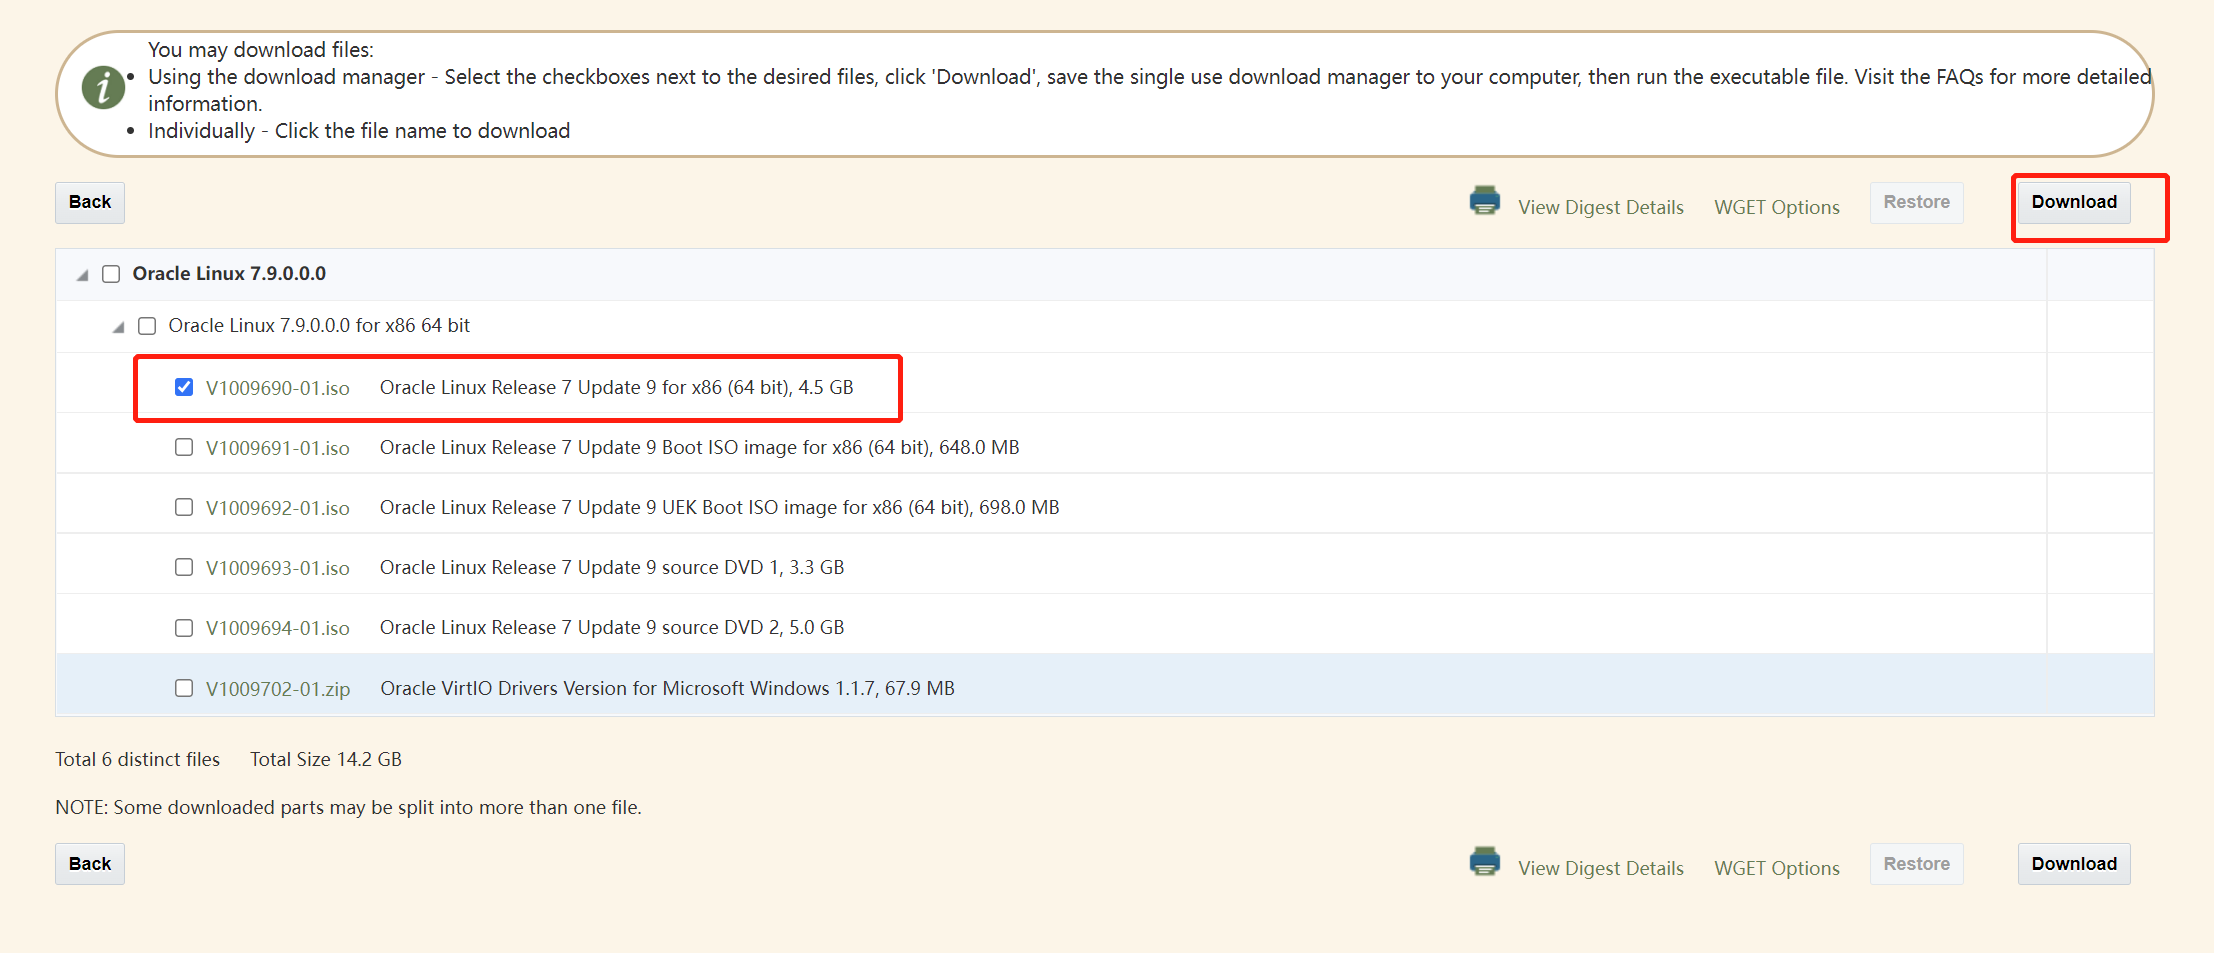 You may download files:
• Using the download manager - Select the checkboxes next to the desired files, click 'Download', save the single use download manager to your computer, then run the executable file. Visit the FAQs for more detailed
information.
• Individually - Click the file name to download
Back View Digest Details WGET Options Restore Download
Oracle Linux 7.9.0.0.0
Oracle Linux 7.9.0.0.0 for x86 64 bit
V1009690-01.iso Oracle Linux Release 7 Update 9 for x86 (64 bit), 4.5 GB
V1009691-01.iso Oracle Linux Release 7 Update 9 Boot ISO image for x86 (64 bit), 648.0 MB
V1009692-01.iso Oracle Linux Release 7 Update 9 UEK Boot ISO image for x86 (64 bit), 698.0 MB
V1009693-01.iso Oracle Linux Release 7 Update 9 source DVD 1, 3.3 GB
V1009694-01.iso Oracle Linux Release 7 Update 9 source DVD 2, 5.0 GB
V1009702-01.zip Oracle VirtIO Drivers Version for Microsoft Windows 1.1.7, 67.9 MB
Total 6 distinct files Total Size 14.2 GB
NOTE: Some downloaded parts may be split into more than one file.
Back View Digest Details WGET Options Restore Download